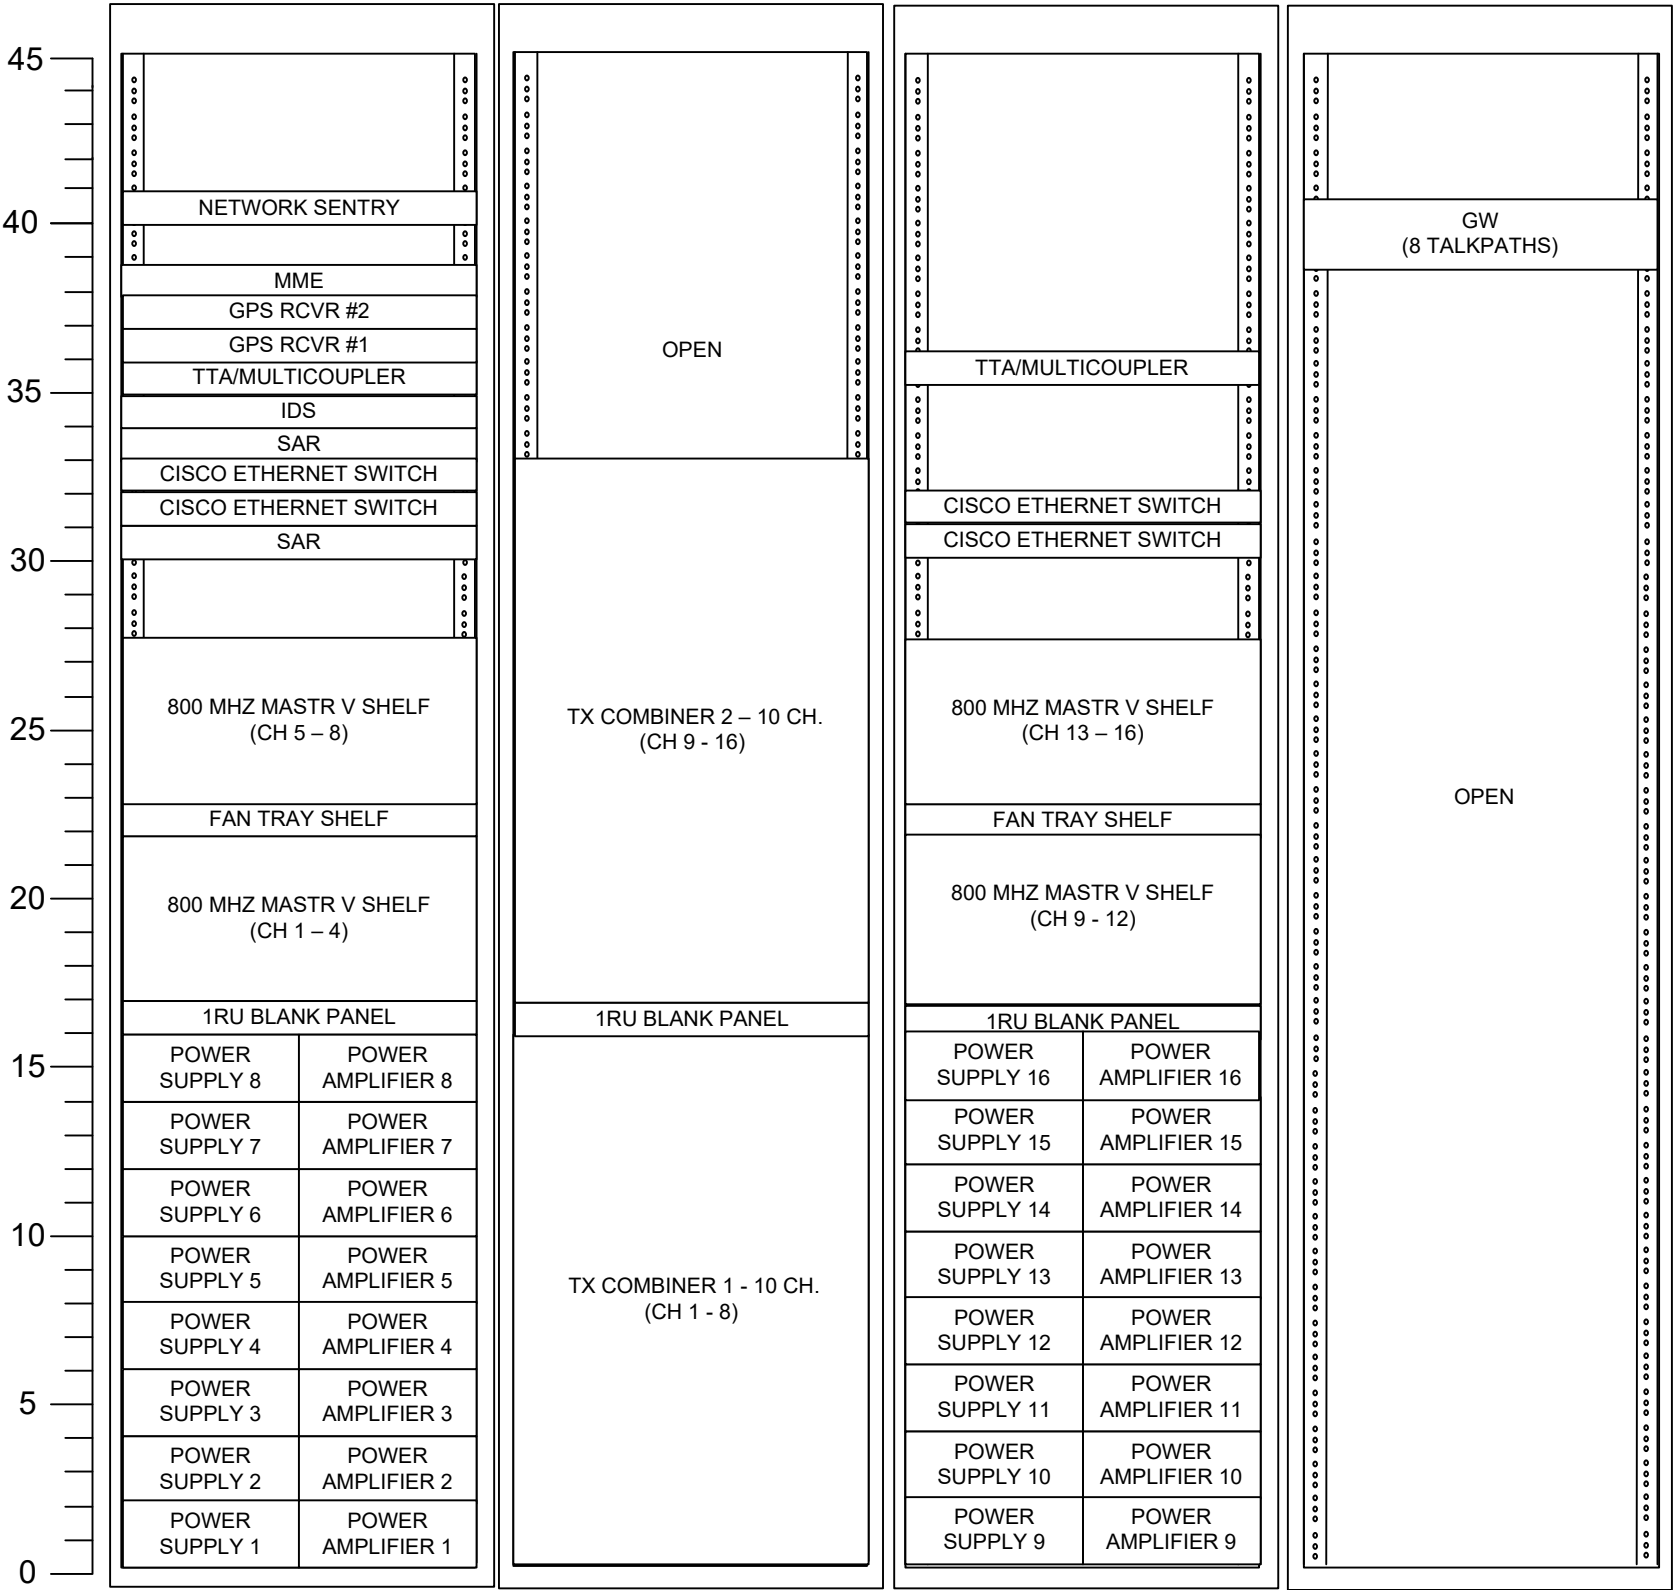 45
40
35
30
25
20
15
10
5
0
NETWORK SENTRY
MME
GPS RCVR #2
GPS RCVR #1
TTA/MULTICOUPLER
IDS
SAR
CISCO ETHERNET SWITCH
CISCO ETHERNET SWITCH
SAR
800 MHZ MASTR V SHELF
(CH 5 – 8)
FAN TRAY SHELF
800 MHZ MASTR V SHELF
(CH 1 – 4)
1RU BLANK PANEL
POWER
SUPPLY 8
POWER
AMPLIFIER 8
POWER
SUPPLY 7
POWER
AMPLIFIER 7
POWER
SUPPLY 6
POWER
AMPLIFIER 6
POWER
SUPPLY 5
POWER
AMPLIFIER 5
POWER
SUPPLY 4
POWER
AMPLIFIER 4
POWER
SUPPLY 3
POWER
AMPLIFIER 3
POWER
SUPPLY 2
POWER
AMPLIFIER 2
POWER
SUPPLY 1
POWER
AMPLIFIER 1
OPEN
TX COMBINER 2 – 10 CH.
(CH 9 - 16)
1RU BLANK PANEL
TX COMBINER 1 - 10 CH.
(CH 1 - 8)
TTA/MULTICOUPLER
CISCO ETHERNET SWITCH
CISCO ETHERNET SWITCH
800 MHZ MASTR V SHELF
(CH 13 – 16)
FAN TRAY SHELF
800 MHZ MASTR V SHELF
(CH 9 - 12)
1RU BLANK PANEL
POWER
SUPPLY 16
POWER
AMPLIFIER 16
POWER
SUPPLY 15
POWER
AMPLIFIER 15
POWER
SUPPLY 14
POWER
AMPLIFIER 14
POWER
SUPPLY 13
POWER
AMPLIFIER 13
POWER
SUPPLY 12
POWER
AMPLIFIER 12
POWER
SUPPLY 11
POWER
AMPLIFIER 11
POWER
SUPPLY 10
POWER
AMPLIFIER 10
POWER
SUPPLY 9
POWER
AMPLIFIER 9
GW
(8 TALKPATHS)
OPEN